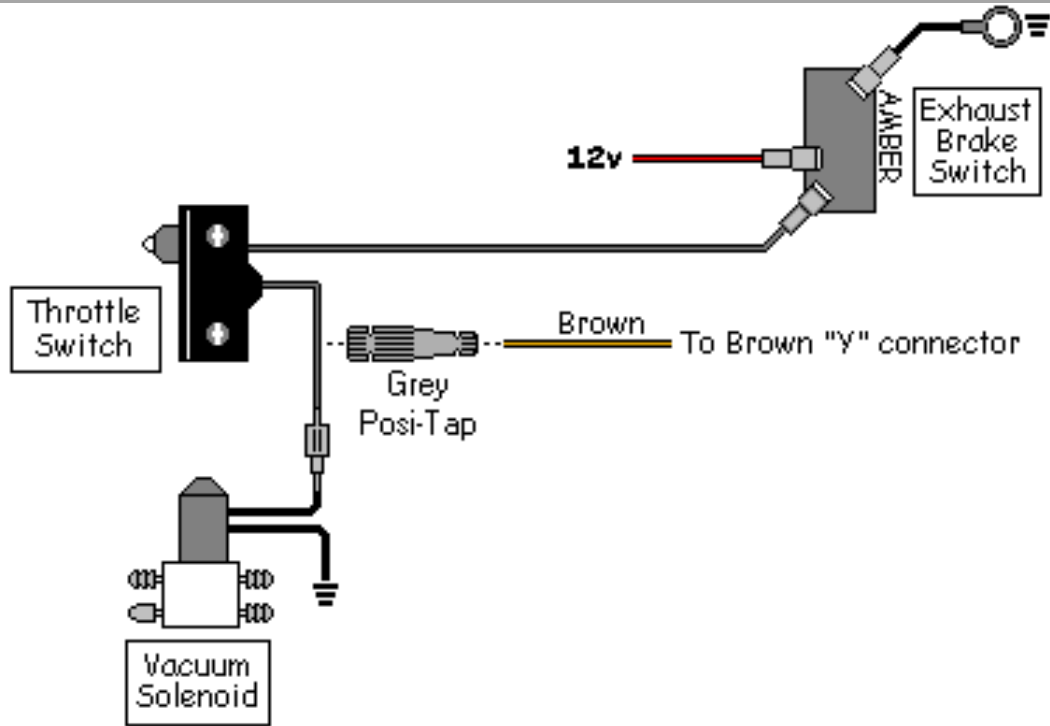 AMBER
Exhaust
Brake
Switch
12v
Throttle
Switch
Brown
To Brown "Y" connector
Grey
Posi-Tap
Vacuum
Solenoid